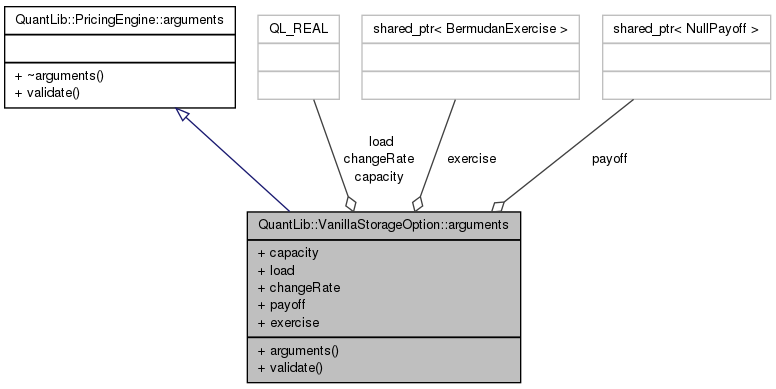 QuantLib::PricingEngine::arguments
+ ~arguments()
+ validate()
QL_REAL
shared_ptr< BermudanExercise >
shared_ptr< NullPayoff >
load
changeRate
capacity
exercise
payoff
QuantLib::VanillaStorageOption::arguments
+ capacity
+ load
+ changeRate
+ payoff
+ exercise
+ arguments()
+ validate()